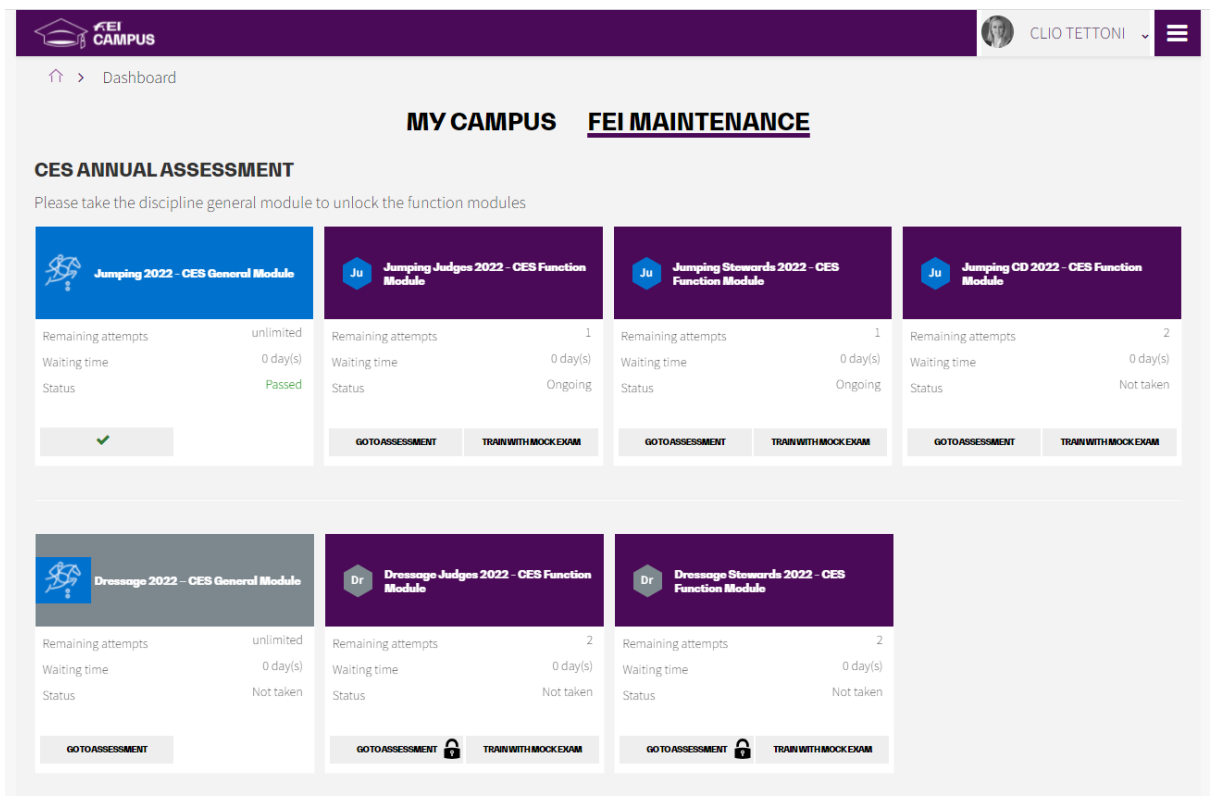 FEI
CAMPUS
CLIO TETTONI
> Dashboard
MY CAMPUS FEI MAINTENANCE
CES ANNUAL ASSESSMENT
Please take the discipline general module to unlock the function modules
Jumping 2022 - CES General Module
Remaining attempts unlimited
Waiting time 0 day(s)
Status Passed
Ju
Jumping Judges 2022 - CES Function
Module
Remaining attempts 1
Waiting time 0 day(s)
Status Ongoing
GO TO ASSESSMENT TRAIN WITH MOCK EXAM
Ju
Jumping Stewards 2022 - CES
Function Module
Remaining attempts 1
Waiting time 0 day(s)
Status Ongoing
GO TO ASSESSMENT TRAIN WITH MOCK EXAM
Ju
Jumping CD 2022 - CES Function
Module
Remaining attempts 2
Waiting time 0 day(s)
Status Not taken
GO TO ASSESSMENT TRAIN WITH MOCK EXAM
Dressage 2022 – CES General Module
Remaining attempts unlimited
Waiting time 0 day(s)
Status Not taken
GO TO ASSESSMENT
Dr
Dressage Judges 2022 - CES Function
Module
Remaining attempts 2
Waiting time 0 day(s)
Status Not taken
GO TO ASSESSMENT TRAIN WITH MOCK EXAM
Dr
Dressage Stewards 2022 - CES
Function Module
Remaining attempts 2
Waiting time 0 day(s)
Status Not taken
GO TO ASSESSMENT TRAIN WITH MOCK EXAM